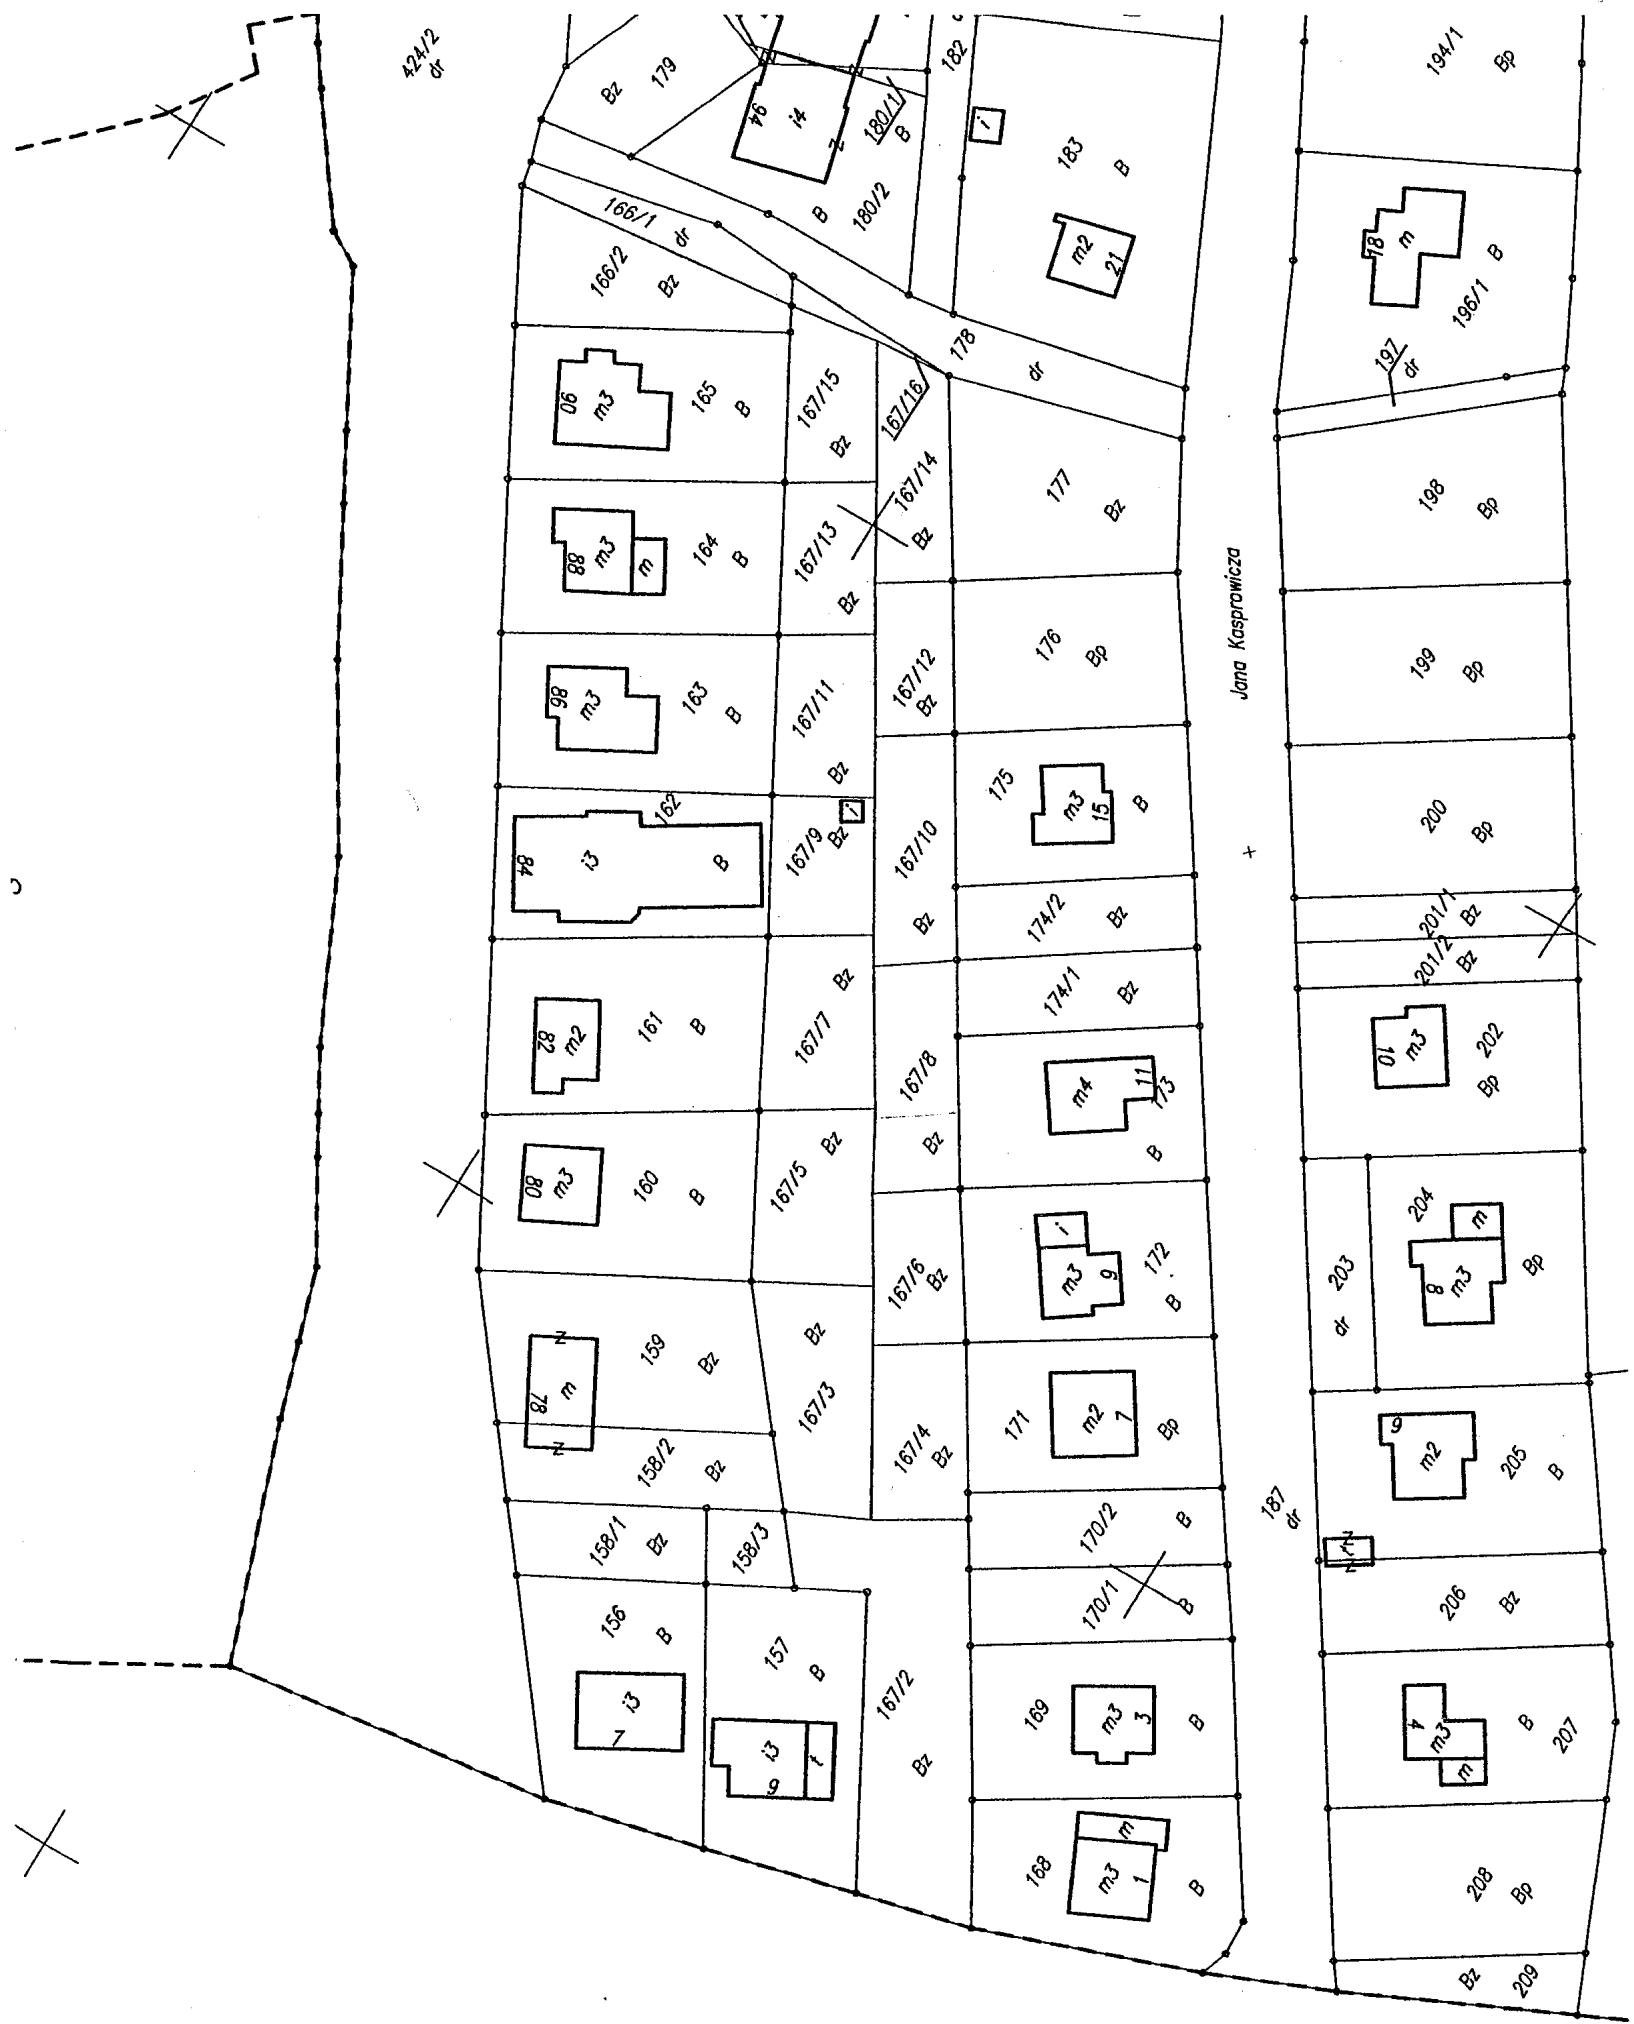 424/2
dr
179
Bz
94
i4
z
180/1
B
180/2
B
182
i
183
B
m2
21
194/1
Bp
166/1
dr
166/2
Bz
18
m
B
196/1
178
dr
197
dr
90
m3
165
B
167/15
Bz
167/16
167/14
Bz
177
Bz
198
Bp
88
m3
m
164
B
167/13
Bz
Jana Kasprowicza
86
m3
163
B
167/11
Bz
167/12
Bz
176
Bp
199
Bp
162
84
i3
B
i
167/9
Bz
167/10
Bz
175
m3
15
B
200
Bp
174/2
Bz
201/1
Bz
201/2
Bz
82
m2
161
B
167/7
Bz
167/8
Bz
174/1
Bz
10
m3
202
Bp
m4
11
173
B
80
m3
160
B
167/5
Bz
167/6
Bz
i
m3
9
172
B
203
dr
204
m
8
m3
Bp
z
78
m
z
159
Bz
158/2
Bz
167/3
Bz
167/4
Bz
171
m2
7
Bp
6
m2
205
B
187
dr
158/1
Bz
158/3
170/2
B
170/1
B
z
t
z
206
Bz
156
B
i3
7
157
B
i3
6
t
167/2
Bz
169
m3
3
B
4
m3
m
B
207
168
m
m3
1
B
208
Bp
Bz
209